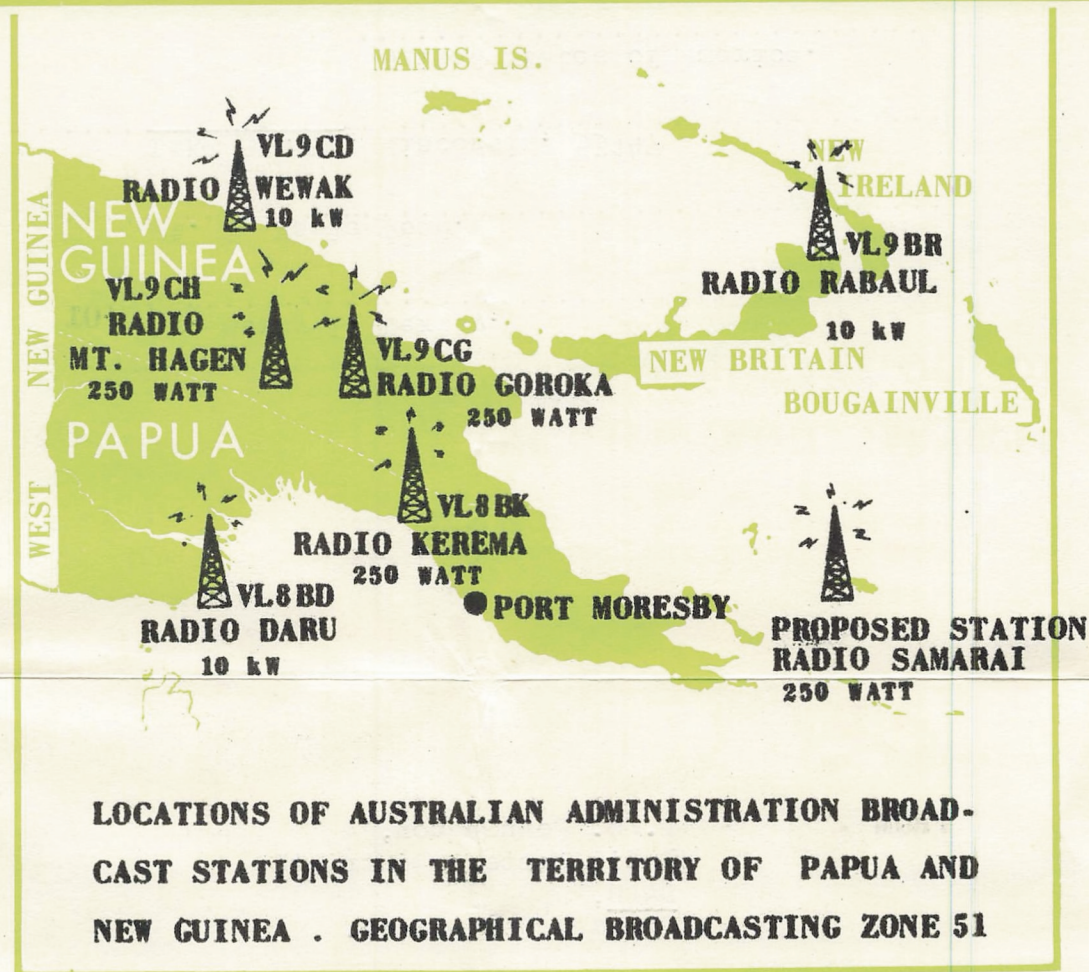 MANUS IS.
VL9CD
RADIO WEWAK
10 kW
NEW
IRELAND
NEW
GUINEA
VL9BR
RADIO RABAUL
10 kW
VL9CH
RADIO
MT. HAGEN
250 WATT
VL9CG
RADIO GOROKA
250 WATT
NEW BRITAIN
BOUGAINVILLE
WEST NEW GUINEA
PAPUA
VL8BK
RADIO KEREMA
250 WATT
VL8BD
RADIO DARU
10 kW
PORT MORESBY
PROPOSED STATION
RADIO SAMARAI
250 WATT
LOCATIONS OF AUSTRALIAN ADMINISTRATION BROAD-
CAST STATIONS IN THE TERRITORY OF PAPUA AND
NEW GUINEA . GEOGRAPHICAL BROADCASTING ZONE 51